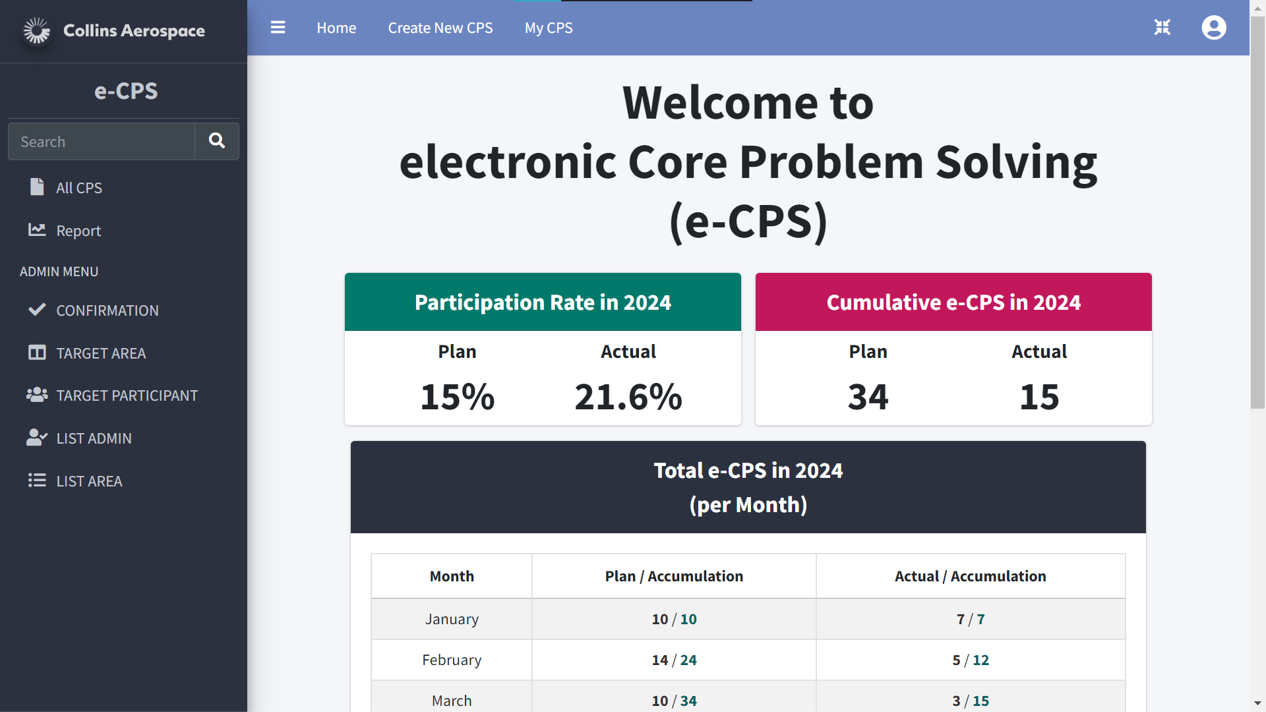 Collins Aerospace
Home
Create New CPS
My CPS
e-CPS
Search
All CPS
Report
ADMIN MENU
CONFIRMATION
TARGET AREA
TARGET PARTICIPANT
LIST ADMIN
LIST AREA
Welcome to
electronic Core Problem Solving
(e-CPS)
Participation Rate in 2024
Plan Actual
15% 21.6%
Cumulative e-CPS in 2024
Plan Actual
34 15
Total e-CPS in 2024
(per Month)
Month Plan / Accumulation Actual / Accumulation
January 10 / 10 7 / 7
February 14 / 24 5 / 12
March 10 / 34 3 / 15